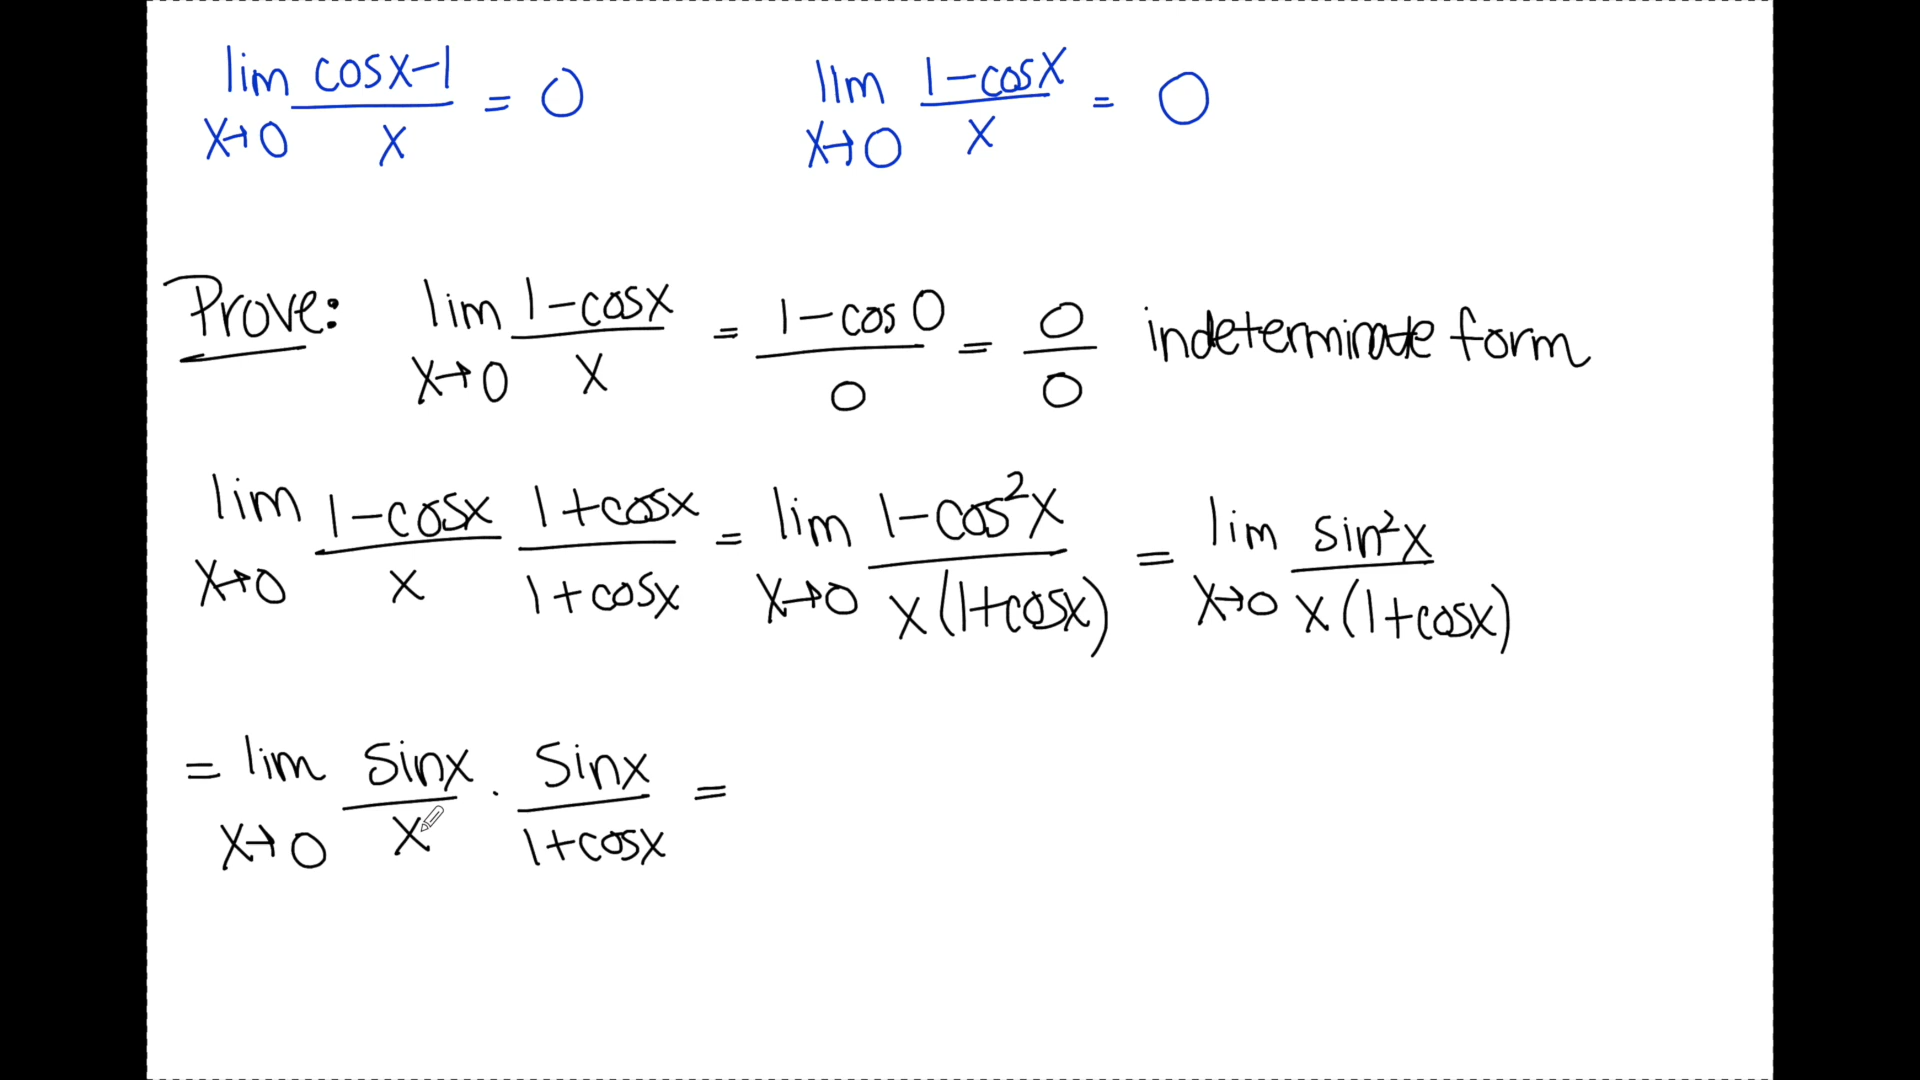 lim x→0 (cosx-1)/x = 0    lim x→0 (1-cosx)/x = 0
Prove: lim x→0 (1-cosx)/x = (1-cos0)/0 = 0/0 indeterminate form
lim x→0 (1-cosx)/x (1+cosx)/(1+cosx) = lim x→0 (1-cos²x)/(x(1+cosx)) = lim x→0 sin²x/(x(1+cosx))
= lim x→0 sinx/x · sinx/(1+cosx) =